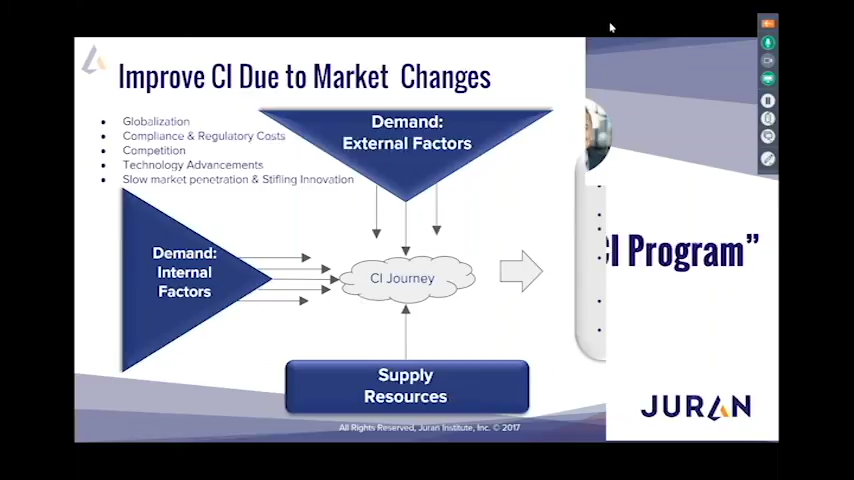 Improve CI Due to Market Changes
• Globalization
• Compliance & Regulatory Costs
• Competition
• Technology Advancements
• Slow market penetration & Stifling Innovation
Demand:
External Factors
Demand:
Internal
Factors
CI Journey
Supply
Resources
CI Program”
JURAN
All Rights Reserved, Juran Institute, Inc. © 2017